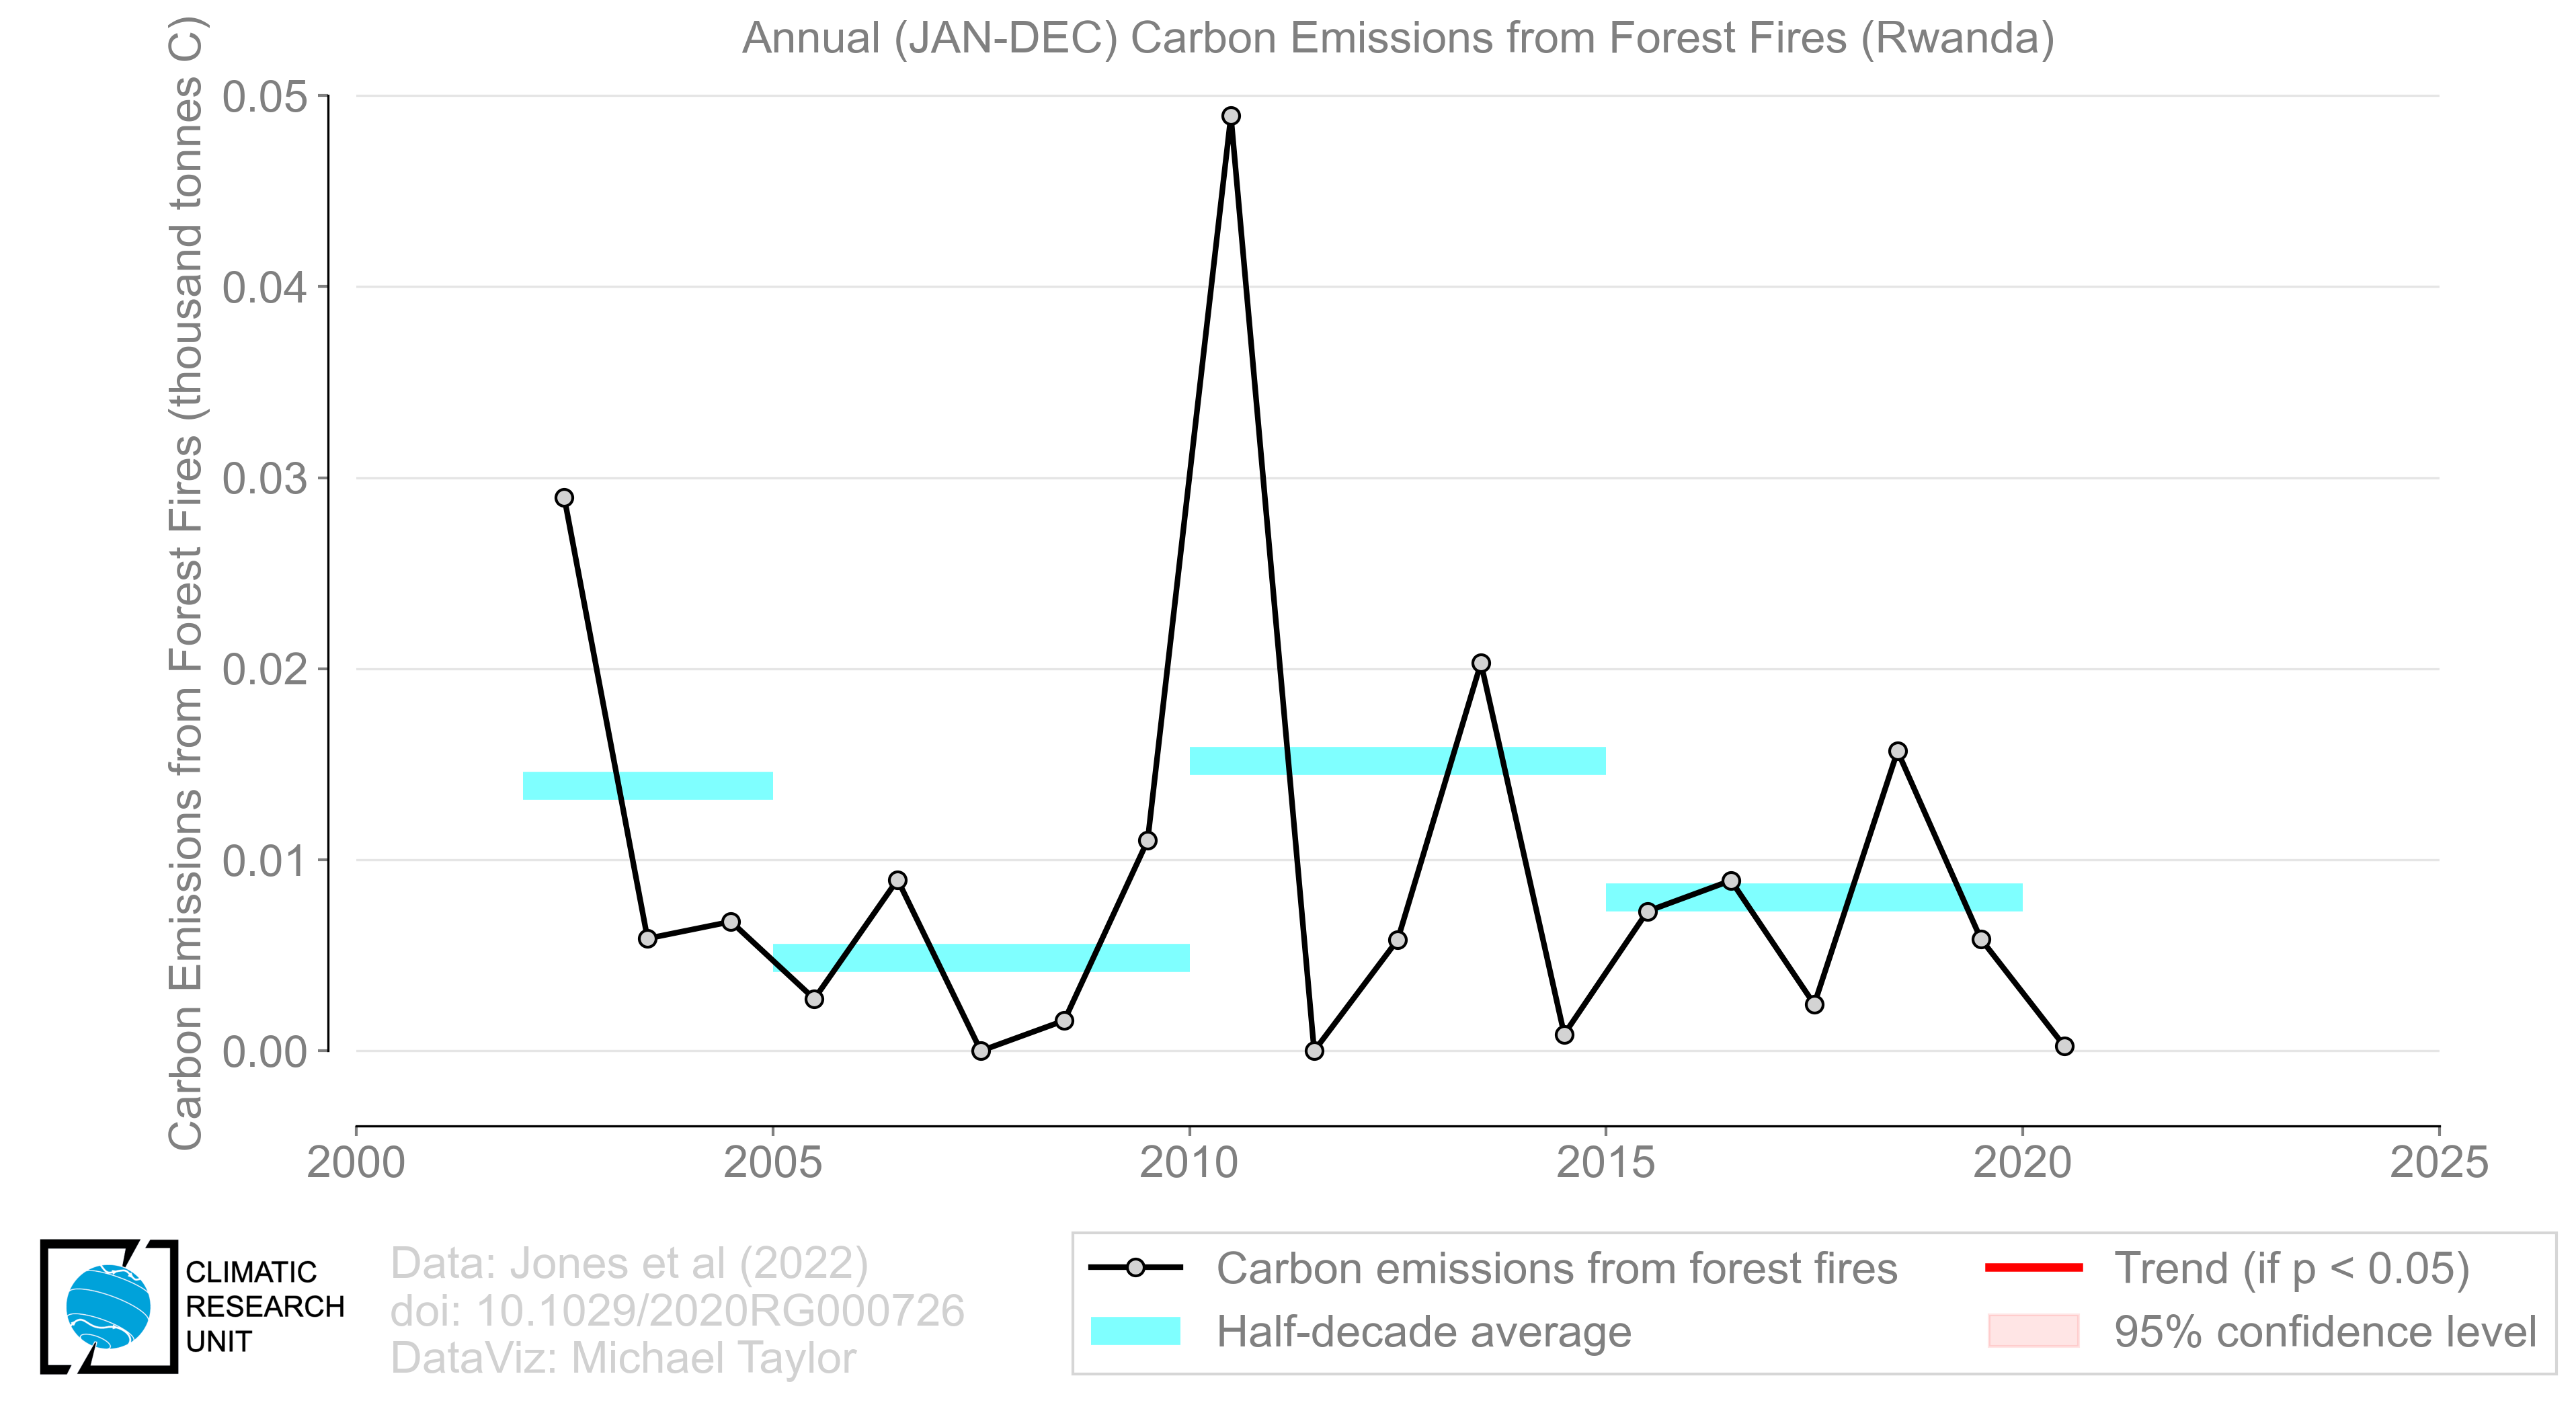 Annual (JAN-DEC) Carbon Emissions from Forest Fires (Rwanda)
Carbon Emissions from Forest Fires (thousand tonnes C)
0.05
0.04
0.03
0.02
0.01
0.00
2000 2005 2010 2015 2020 2025
CLIMATIC
RESEARCH
UNIT
Data: Jones et al (2022)
doi: 10.1029/2020RG000726
DataViz: Michael Taylor
Carbon emissions from forest fires
Half-decade average
Trend (if p < 0.05)
95% confidence level